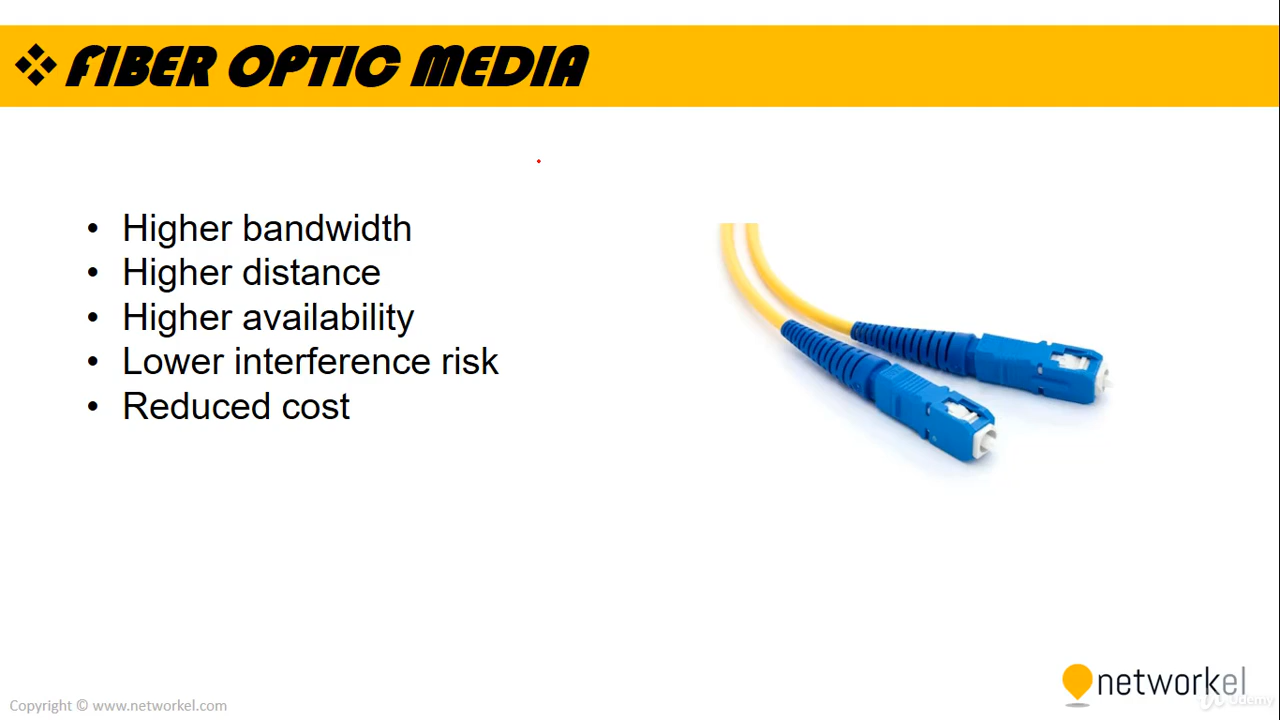 FIBER OPTIC MEDIA
• Higher bandwidth
• Higher distance
• Higher availability
• Lower interference risk
• Reduced cost
networkel
Udemy
Copyright © www.networkel.com